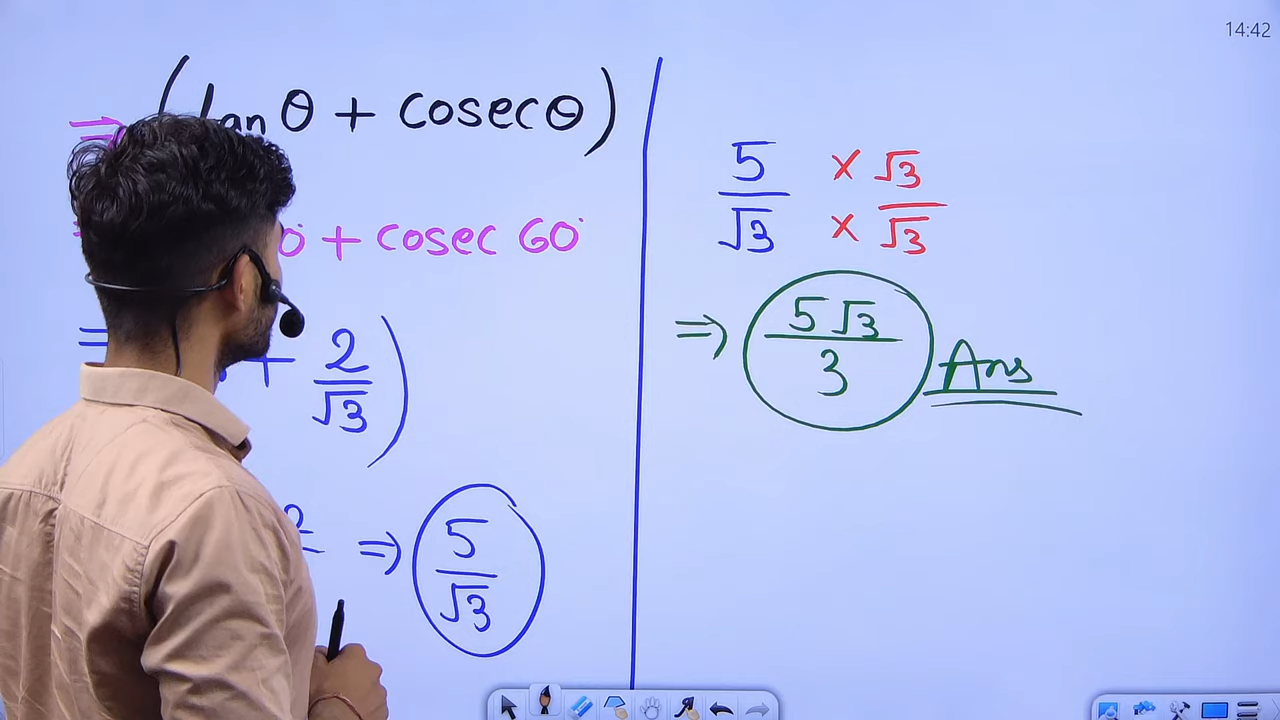 14:42
⇒ (tan θ + cosec θ)
0° + cosec 60°
= + 2/√3)
2 ⇒ 5/√3
5/√3 × √3/√3
⇒ 5√3/3 Ans